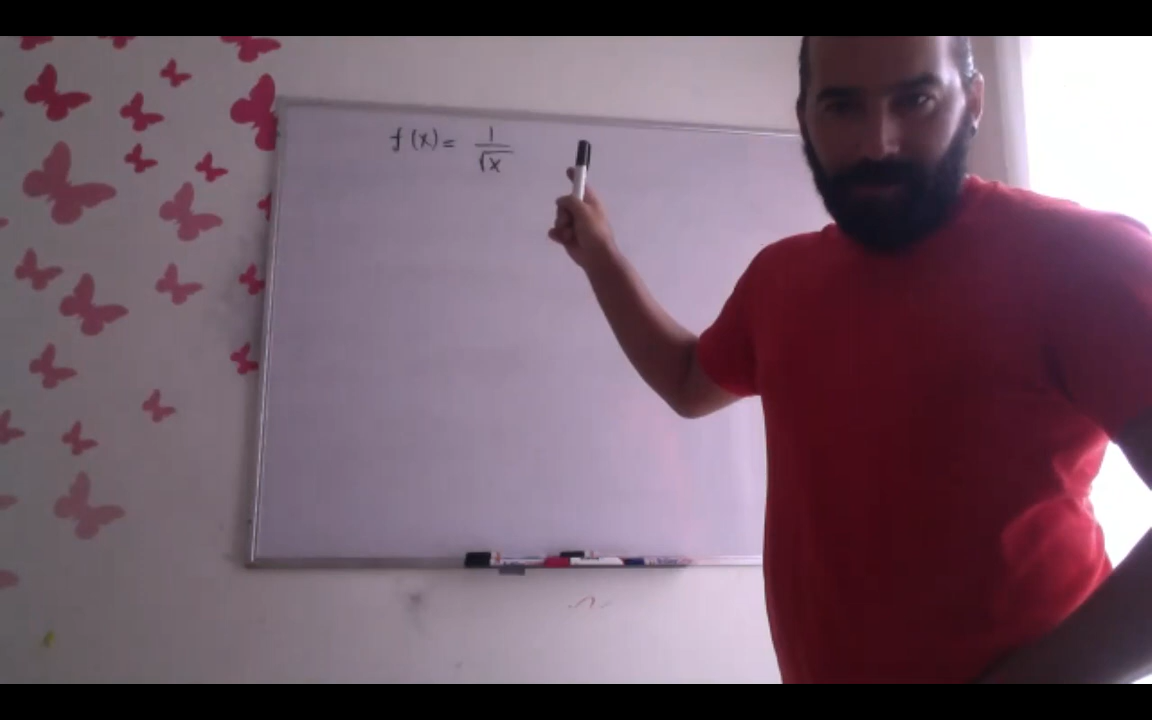 f(x) = 1/√x